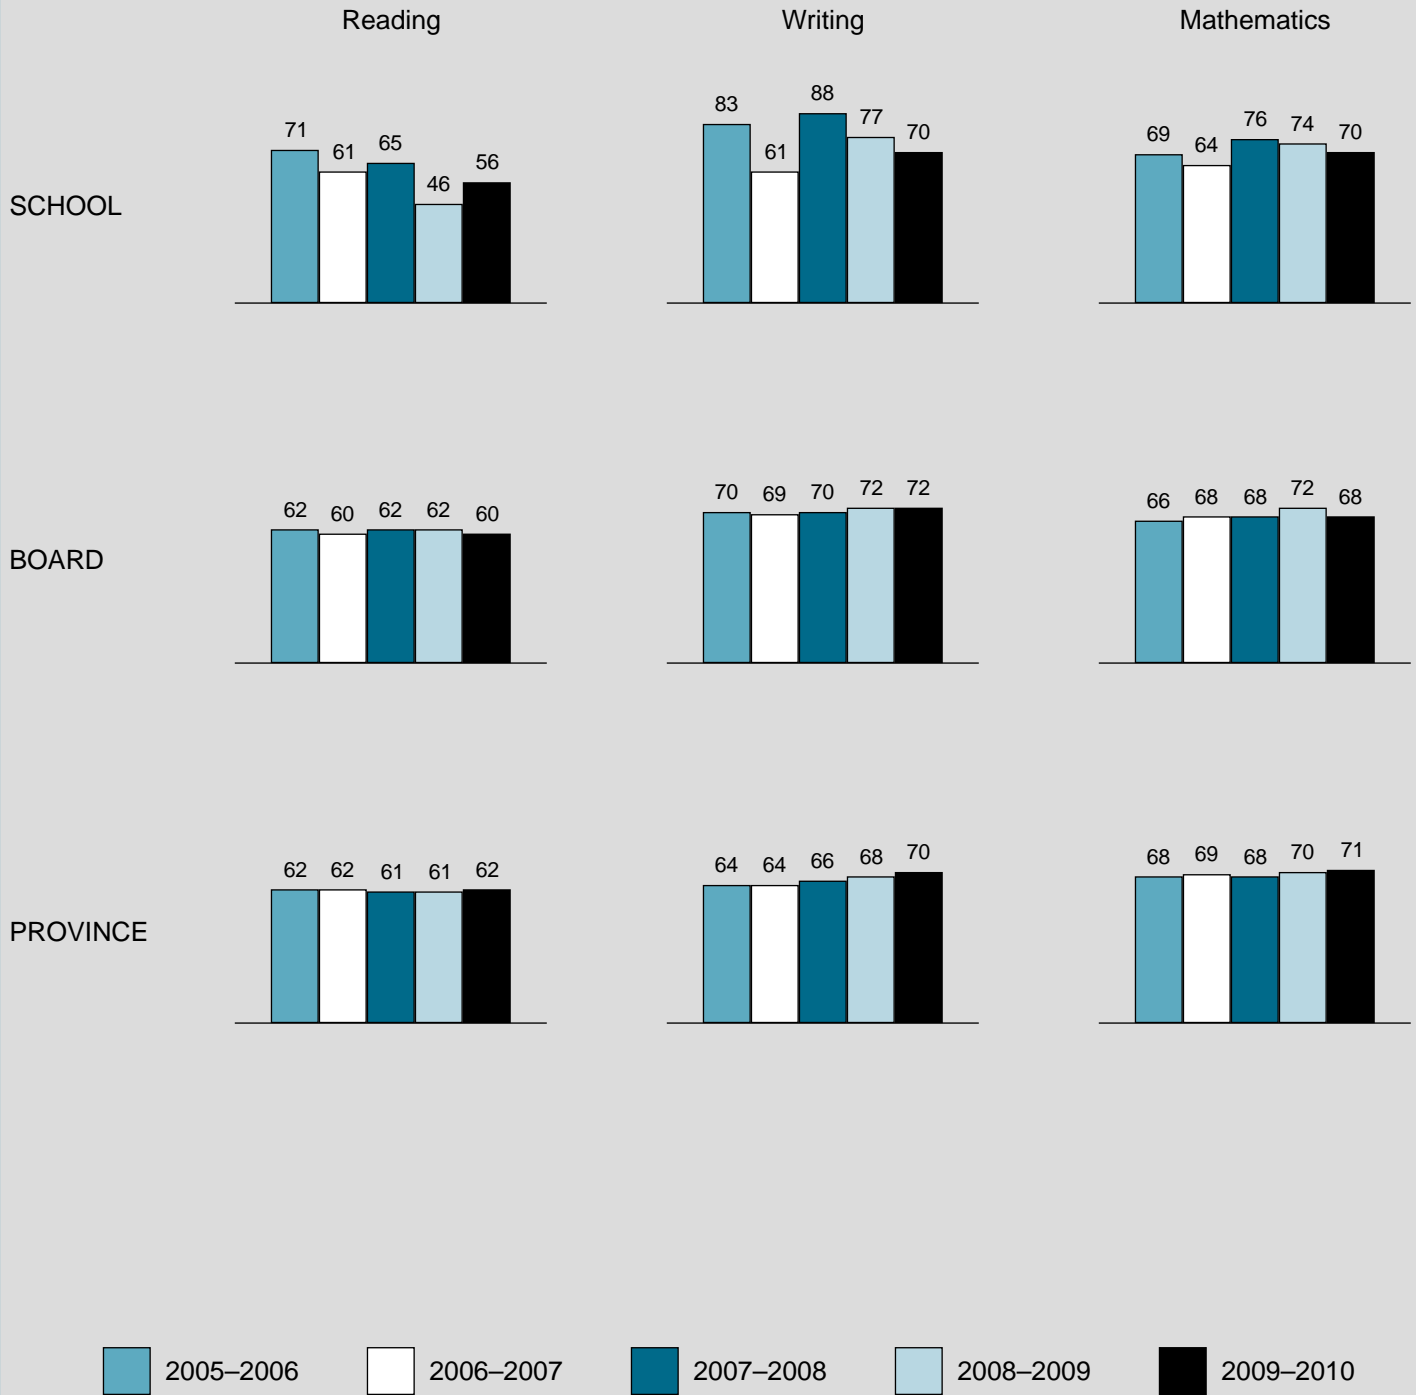 Reading Writing Mathematics
SCHOOL
71 61 65 46 56
83 61 88 77 70
69 64 76 74 70
BOARD
62 60 62 62 60
70 69 70 72 72
66 68 68 72 68
PROVINCE
62 62 61 61 62
64 64 66 68 70
68 69 68 70 71
2005–2006 2006–2007 2007–2008 2008–2009 2009–2010